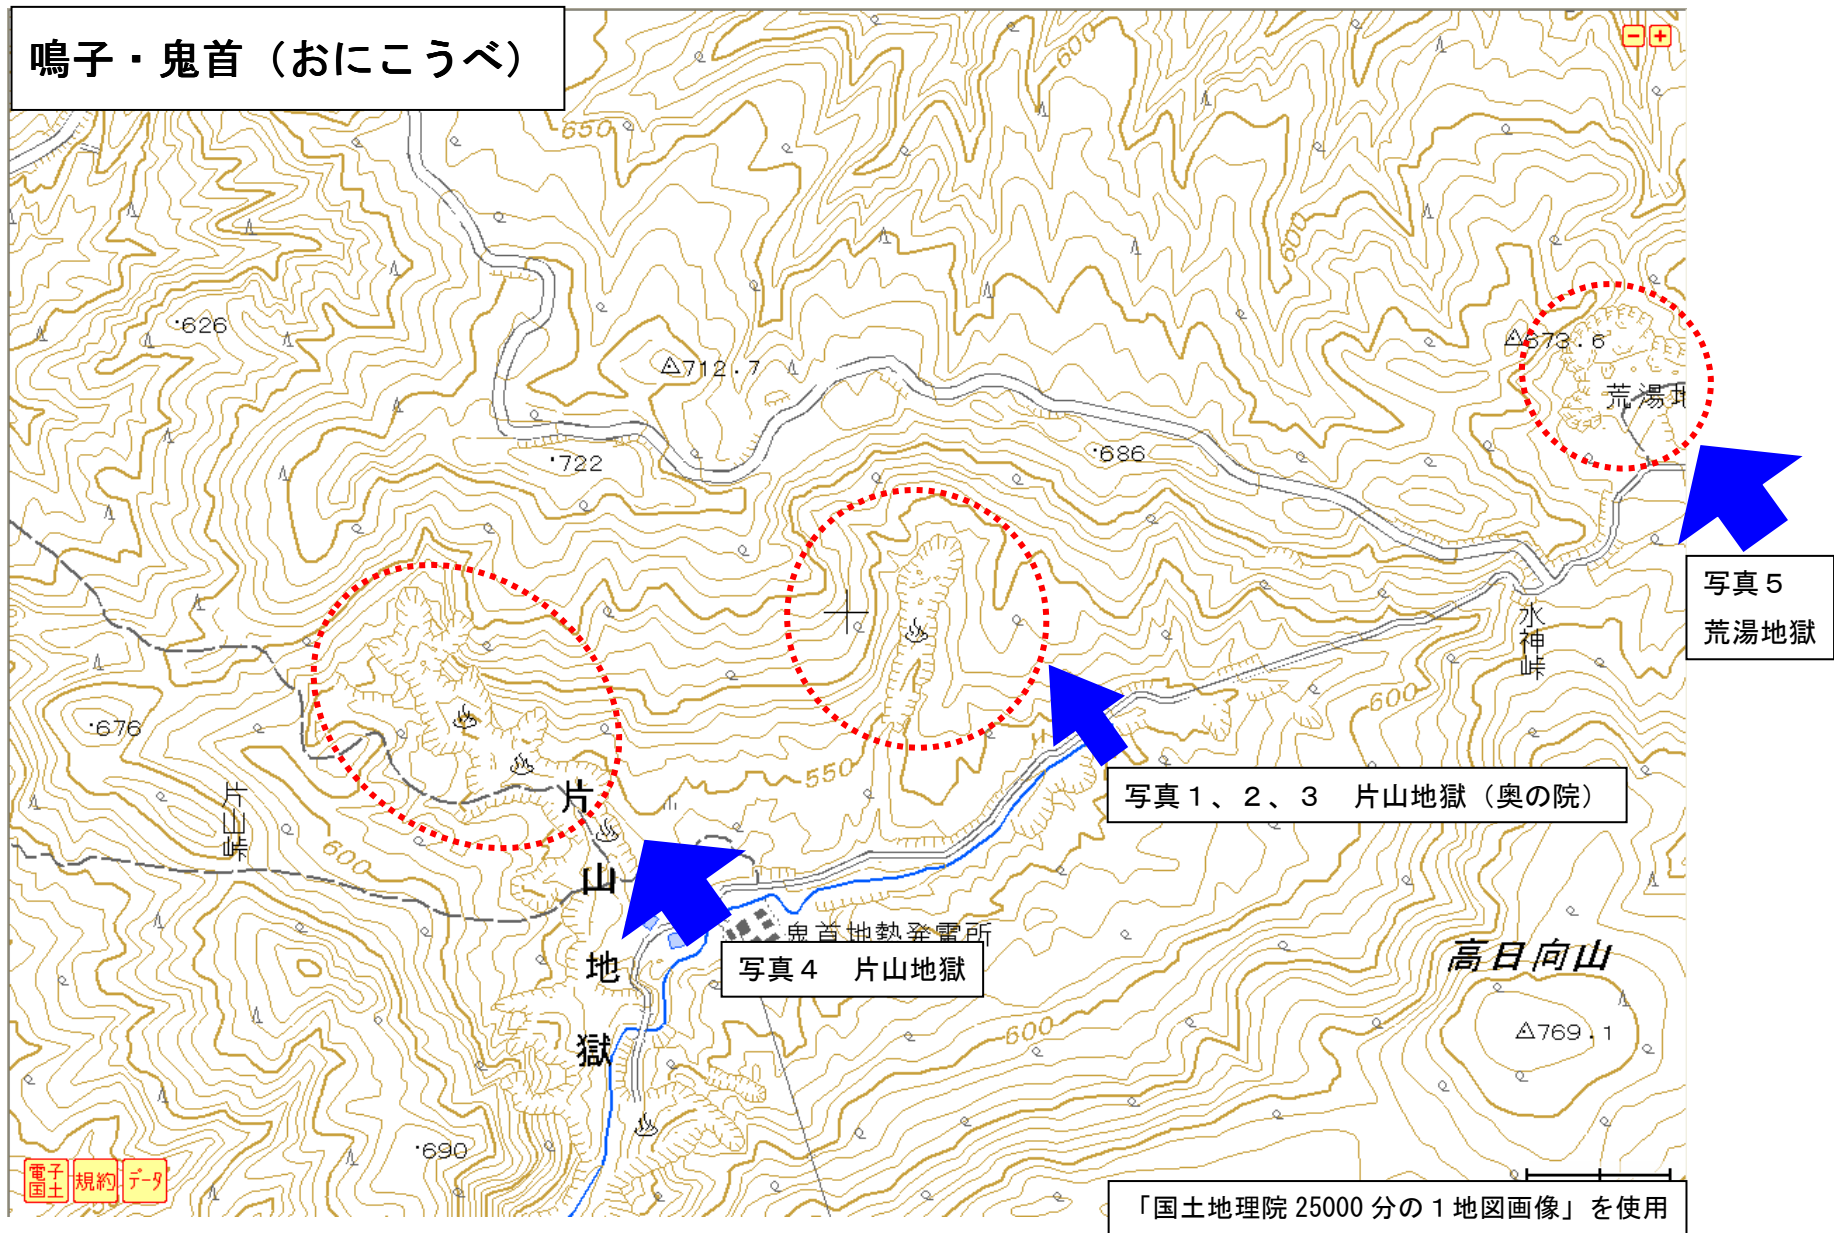 鳴子・鬼首（おにこうべ）
600
650
600
626
712.7
673.6
荒湯地
722
686
写真５
荒湯地獄
水神峠
676
600
550
片山峠
写真１、２、３　片山地獄（奥の院）
600
片山地獄
鬼首地熱発電所
写真４　片山地獄
高日向山
600
769.1
690
電子国土
規約
データ
「国土地理院 25000 分の 1 地図画像」を使用